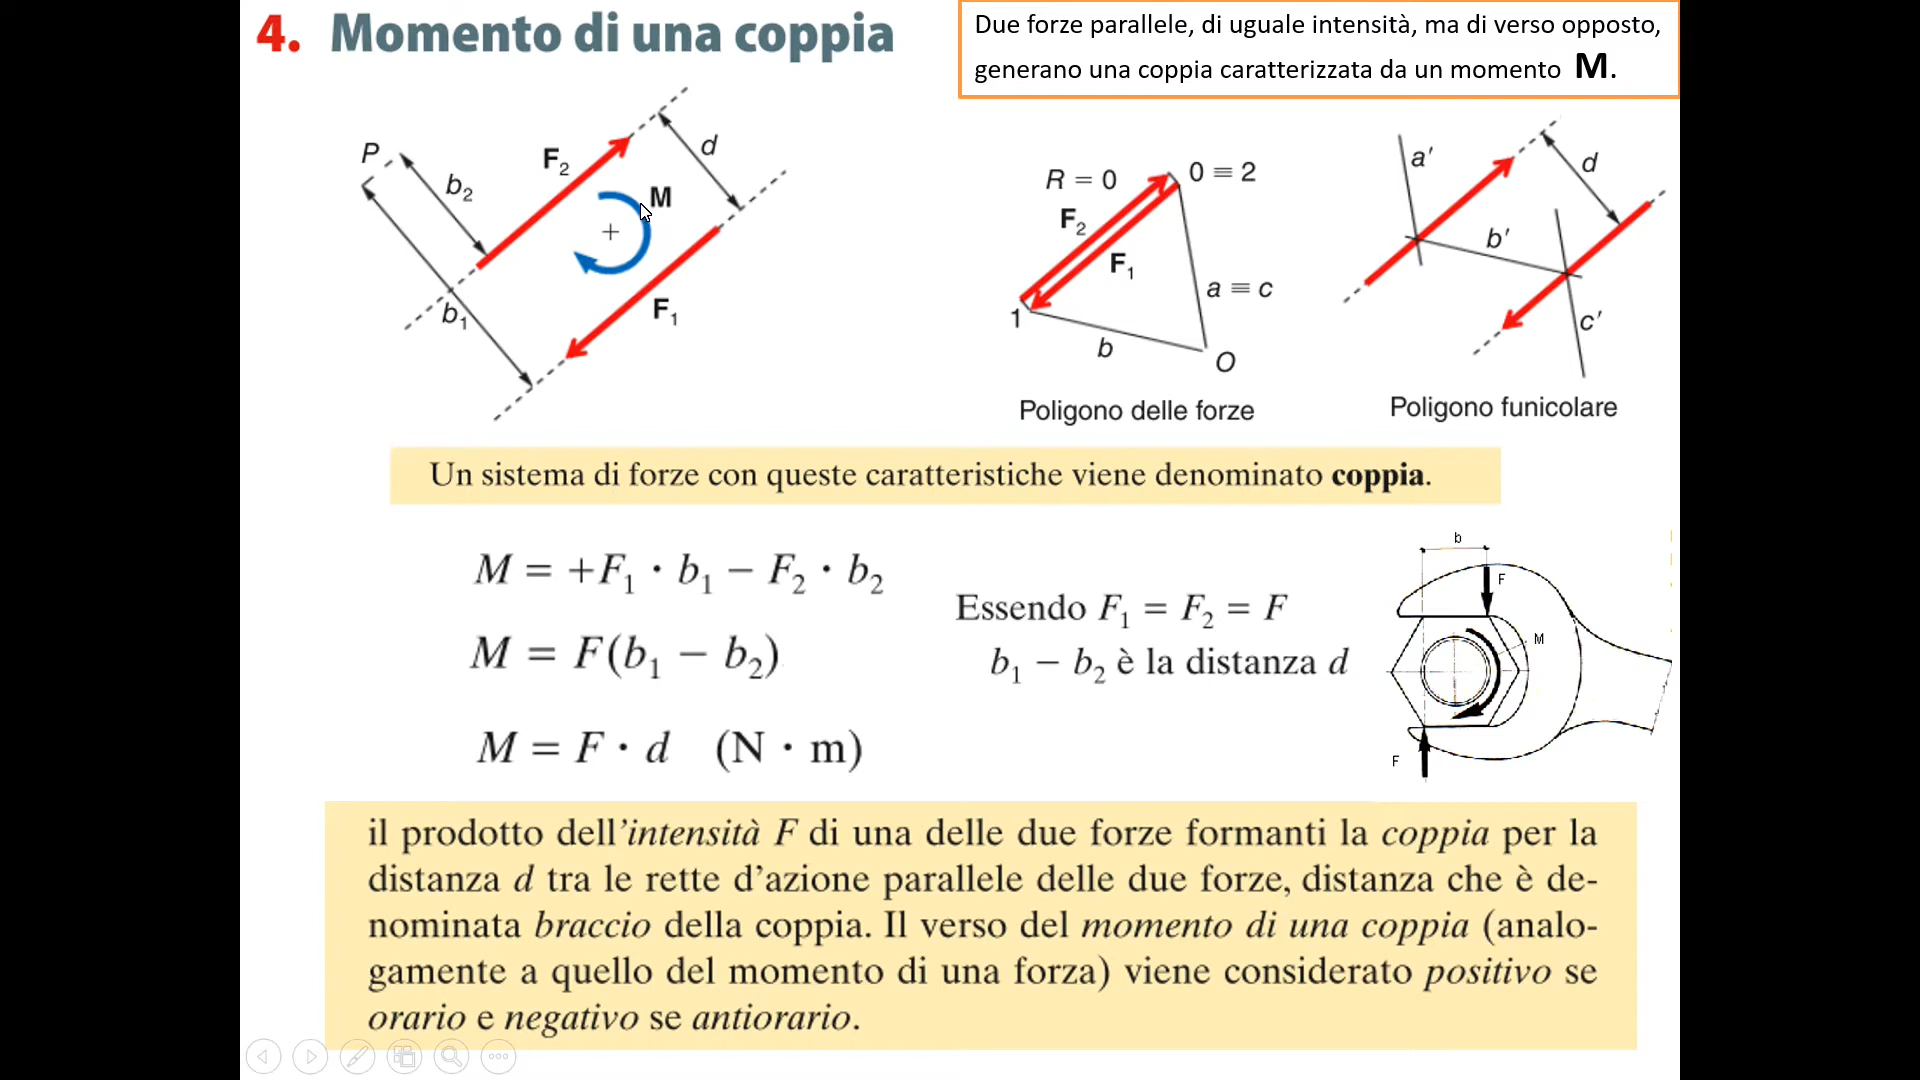 4. Momento di una coppia
Due forze parallele, di uguale intensità, ma di verso opposto,
generano una coppia caratterizzata da un momento M.
P
b₂
F₂
d
M
+
b₁
F₁
R = 0
0 ≡ 2
F₂
F₁
1
a ≡ c
b
O
Poligono delle forze
a'
d
b'
c'
Poligono funicolare
Un sistema di forze con queste caratteristiche viene denominato coppia.
M = +F₁ · b₁ − F₂ · b₂
M = F(b₁ − b₂)
M = F · d (N · m)
Essendo F₁ = F₂ = F
b₁ − b₂ è la distanza d
b
F
M
F
il prodotto dell'intensità F di una delle due forze formanti la coppia per la
distanza d tra le rette d'azione parallele delle due forze, distanza che è de-
nominata braccio della coppia. Il verso del momento di una coppia (analo-
gamente a quello del momento di una forza) viene considerato positivo se
orario e negativo se antiorario.